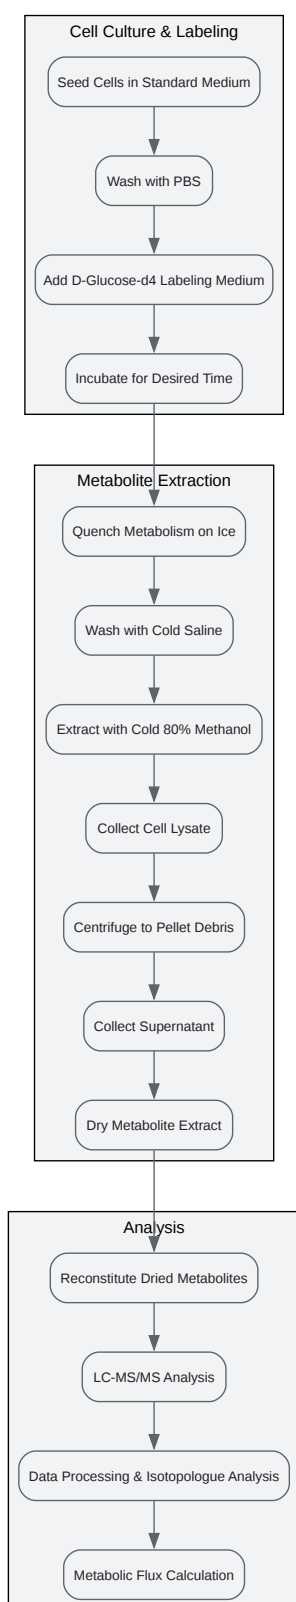 Cell Culture & Labeling
Seed Cells in Standard Medium
Wash with PBS
Add D-Glucose-d4 Labeling Medium
Incubate for Desired Time
Metabolite Extraction
Quench Metabolism on Ice
Wash with Cold Saline
Extract with Cold 80% Methanol
Collect Cell Lysate
Centrifuge to Pellet Debris
Collect Supernatant
Dry Metabolite Extract
Analysis
Reconstitute Dried Metabolites
LC-MS/MS Analysis
Data Processing & Isotopologue Analysis
Metabolic Flux Calculation